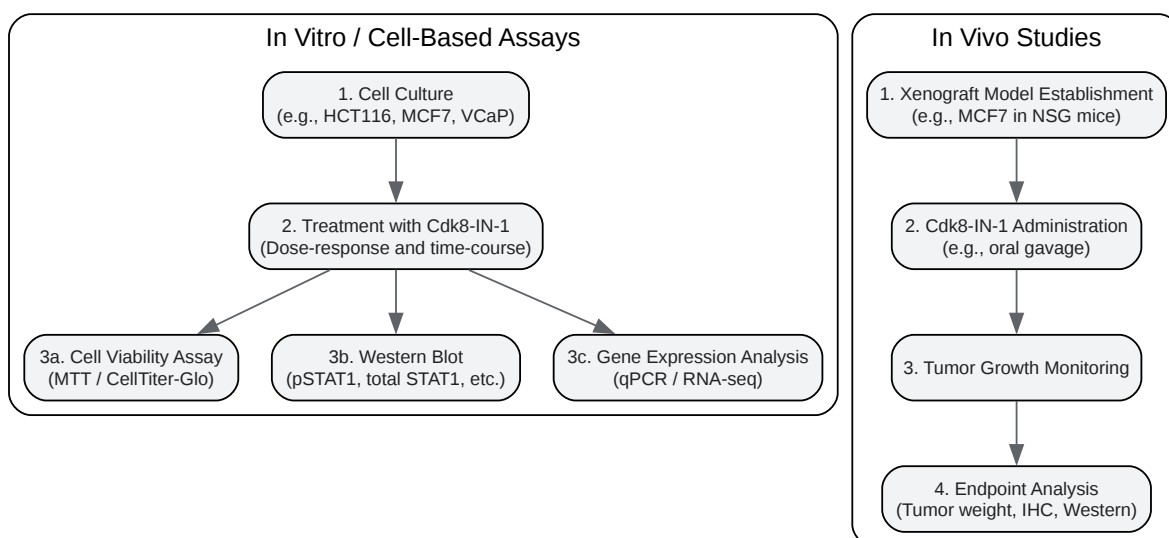 In Vitro / Cell-Based Assays
1. Cell Culture
(e.g., HCT116, MCF7, VCaP)
2. Treatment with Cdk8-IN-1
(Dose-response and time-course)
3a. Cell Viability Assay
(MTT / CellTiter-Glo)
3b. Western Blot
(pSTAT1, total STAT1, etc.)
3c. Gene Expression Analysis
(qPCR / RNA-seq)
In Vivo Studies
1. Xenograft Model Establishment
(e.g., MCF7 in NSG mice)
2. Cdk8-IN-1 Administration
(e.g., oral gavage)
3. Tumor Growth Monitoring
4. Endpoint Analysis
(Tumor weight, IHC, Western)